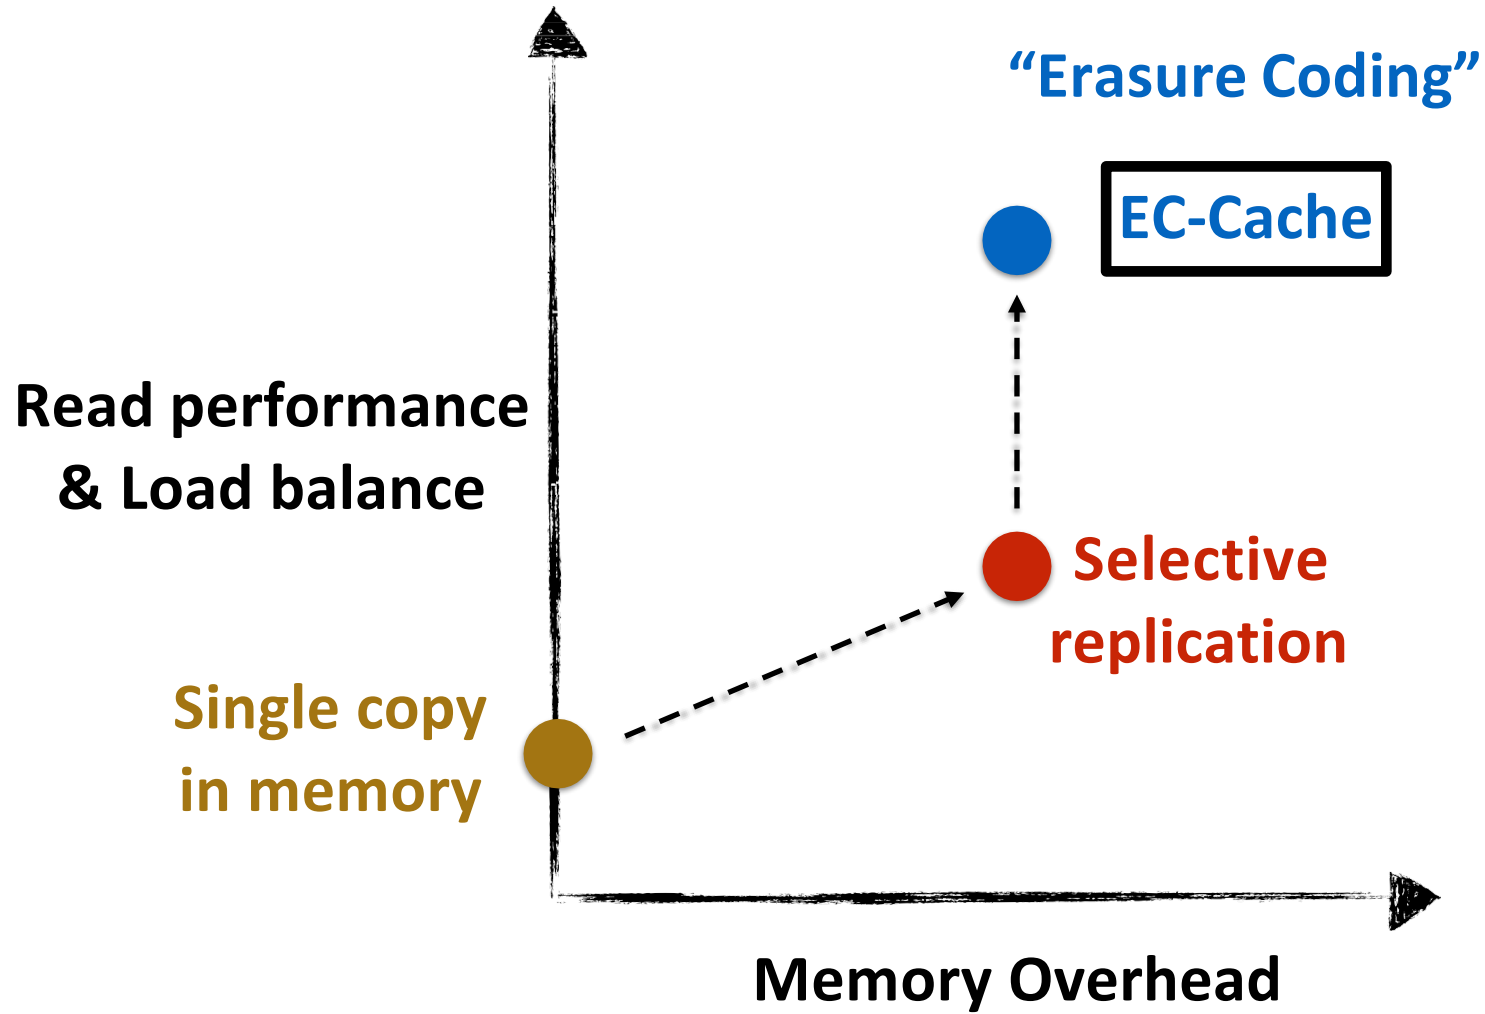 “Erasure Coding”
EC-Cache
Read performance
& Load balance
Selective
replication
Single copy
in memory
Memory Overhead